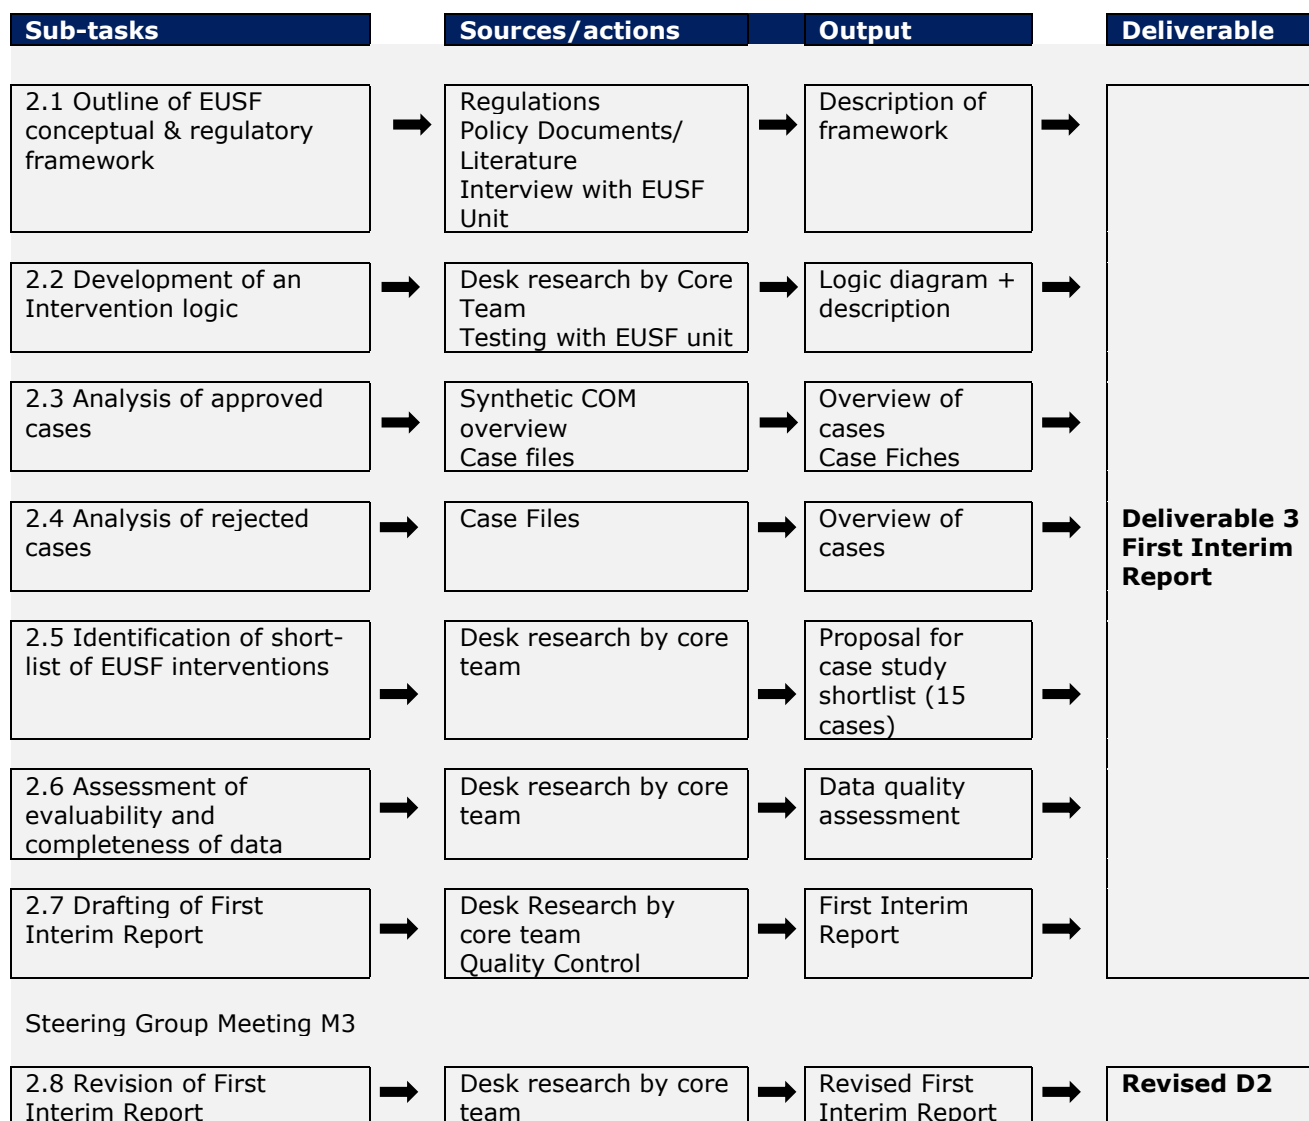 Sub-tasks
Sources/actions
Output
Deliverable
2.1 Outline of EUSF
conceptual & regulatory
framework
Regulations
Policy Documents/
Literature
Interview with EUSF
Unit
Description of
framework
2.2 Development of an
Intervention logic
Desk research by Core
Team
Testing with EUSF unit
Logic diagram +
description
2.3 Analysis of approved
cases
Synthetic COM
overview
Case files
Overview of
cases
Case Fiches
2.4 Analysis of rejected
cases
Case Files
Overview of
cases
Deliverable 3
First Interim
Report
2.5 Identification of short-
list of EUSF interventions
Desk research by core
team
Proposal for
case study
shortlist (15
cases)
2.6 Assessment of
evaluability and
completeness of data
Desk research by core
team
Data quality
assessment
2.7 Drafting of First
Interim Report
Desk Research by
core team
Quality Control
First Interim
Report
Steering Group Meeting M3
2.8 Revision of First
Interim Report
Desk research by core
team
Revised First
Interim Report
Revised D2